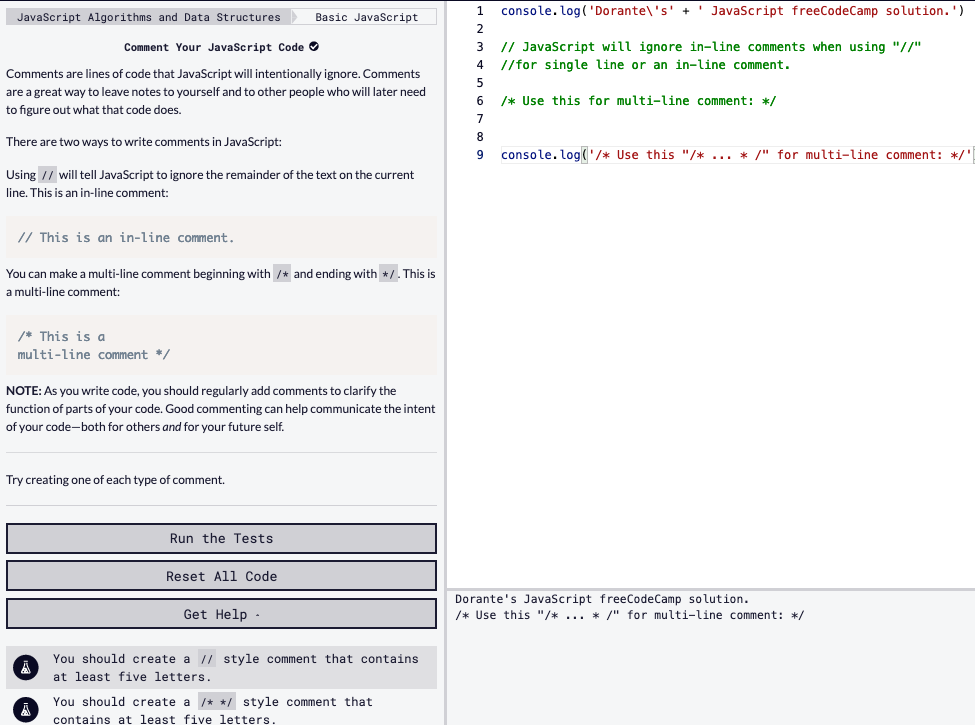 JavaScript Algorithms and Data Structures
Basic JavaScript
Comment Your JavaScript Code
Comments are lines of code that JavaScript will intentionally ignore. Comments
are a great way to leave notes to yourself and to other people who will later need
to figure out what that code does.
There are two ways to write comments in JavaScript:
Using // will tell JavaScript to ignore the remainder of the text on the current
line. This is an in-line comment:
// This is an in-line comment.
You can make a multi-line comment beginning with /* and ending with */. This is
a multi-line comment:
/* This is a
multi-line comment */
NOTE: As you write code, you should regularly add comments to clarify the
function of parts of your code. Good commenting can help communicate the intent
of your code—both for others and for your future self.
Try creating one of each type of comment.
Run the Tests
Reset All Code
Get Help -
You should create a // style comment that contains
at least five letters.
You should create a /* */ style comment that
contains at least five letters.
1 console.log('Dorante\'s' + ' JavaScript freeCodeCamp solution.')
2
3 // JavaScript will ignore in-line comments when using "//"
4 //for single line or an in-line comment.
5
6 /* Use this for multi-line comment: */
7
8
9 console.log('/* Use this "/* ... * /" for multi-line comment: */'
Dorante's JavaScript freeCodeCamp solution.
/* Use this "/* ... * /" for multi-line comment: */